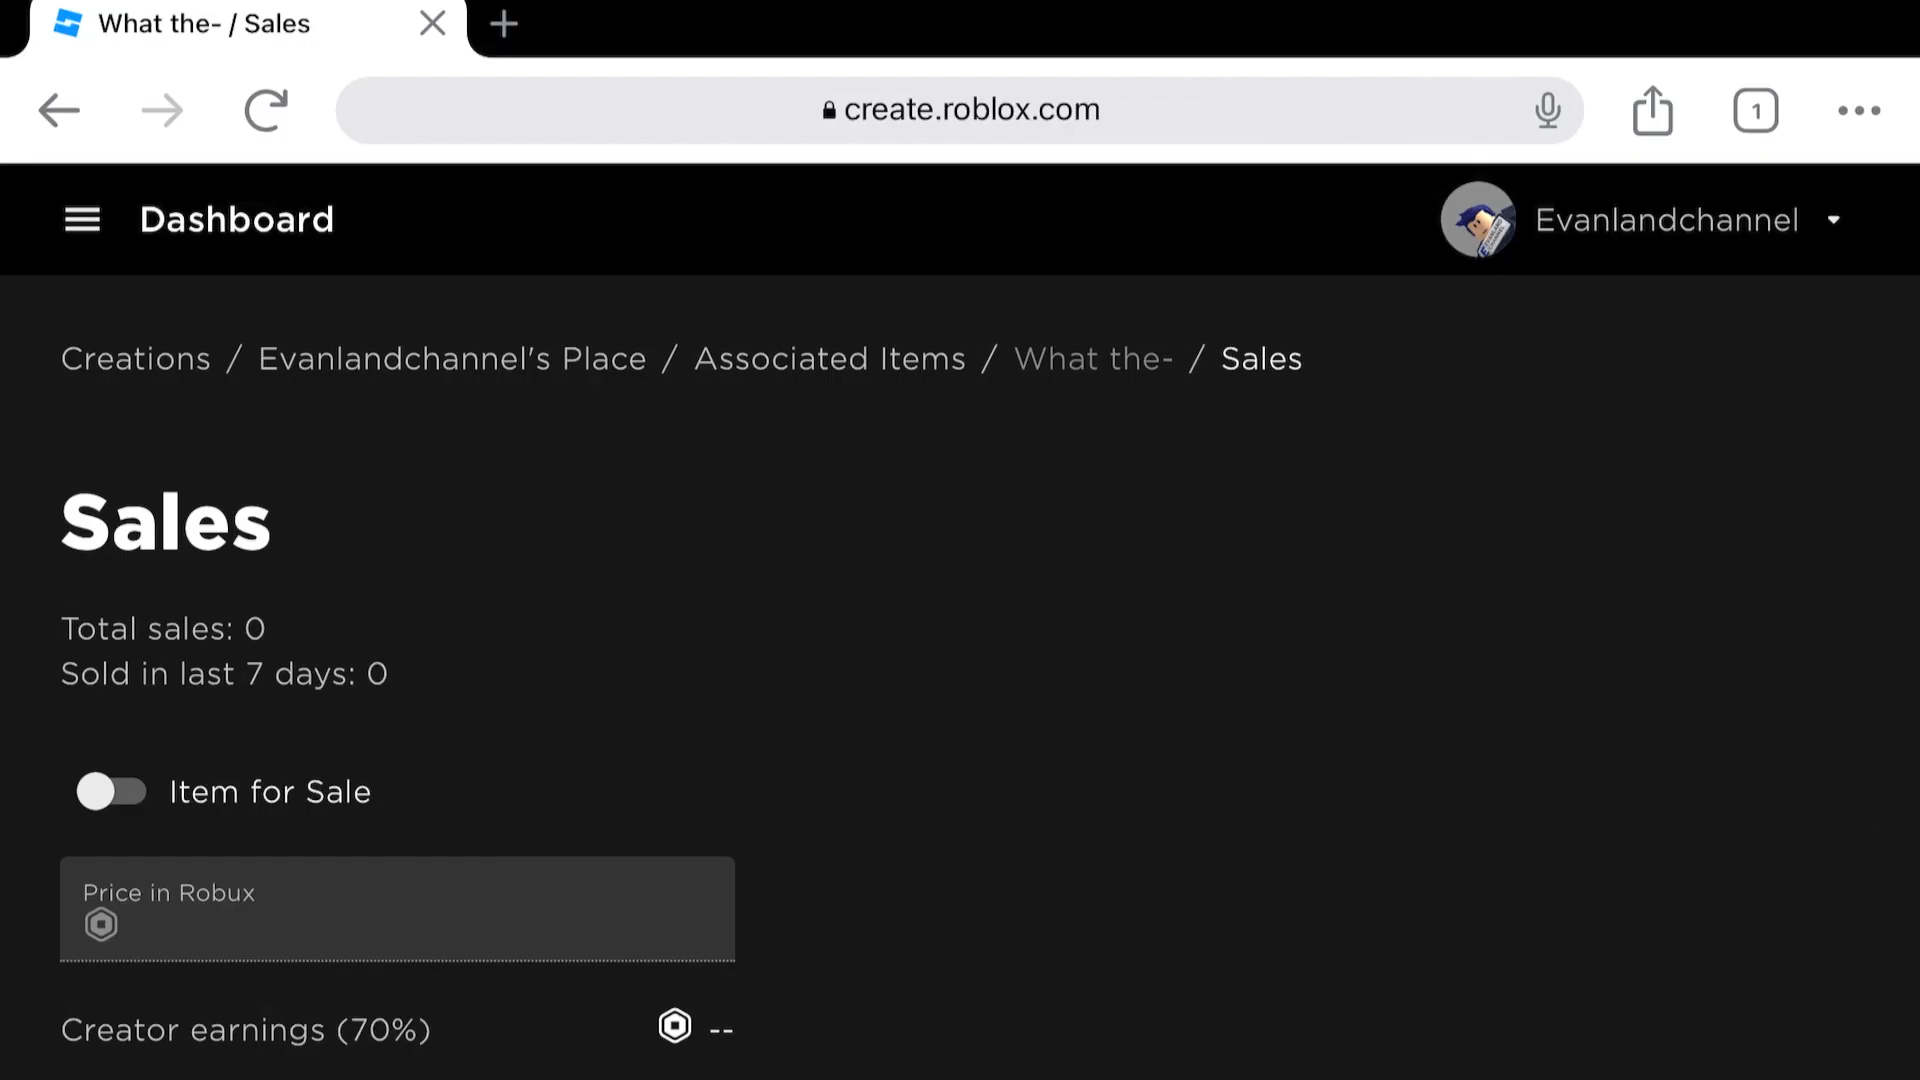 What the- / Sales
create.roblox.com
1
Dashboard
Evanlandchannel
Creations / Evanlandchannel's Place / Associated Items / What the- / Sales
Sales
Total sales: 0
Sold in last 7 days: 0
Item for Sale
Price in Robux
Creator earnings (70%) --